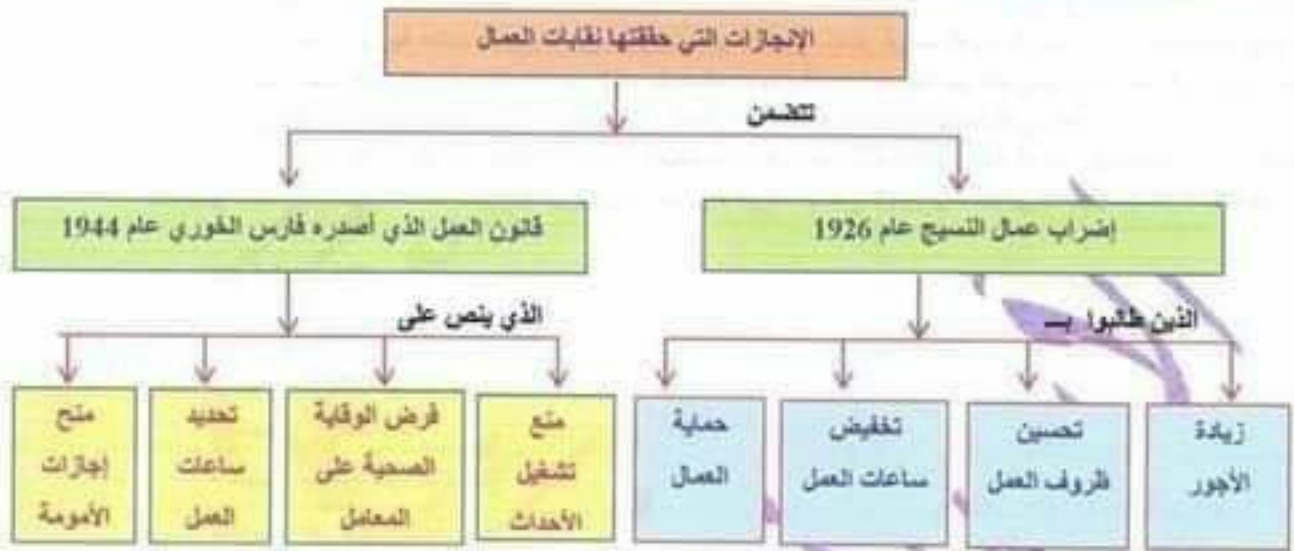 الإنجازات التي حققتها نقابات العمال
تتضمن
إضراب عمال النسيج عام 1926
قانون العمل الذي أصدره فارس الخوري عام 1944
الذين طالبوا بـ
الذي ينص على
زيادة
الأجور
تحسين
ظروف العمل
تخفيض
ساعات العمل
حماية
العمال
منع
تشغيل
الأحداث
فرض الوقاية
الصحية على
المعامل
تحديد
ساعات
العمل
منح
إجازات
الأمومة